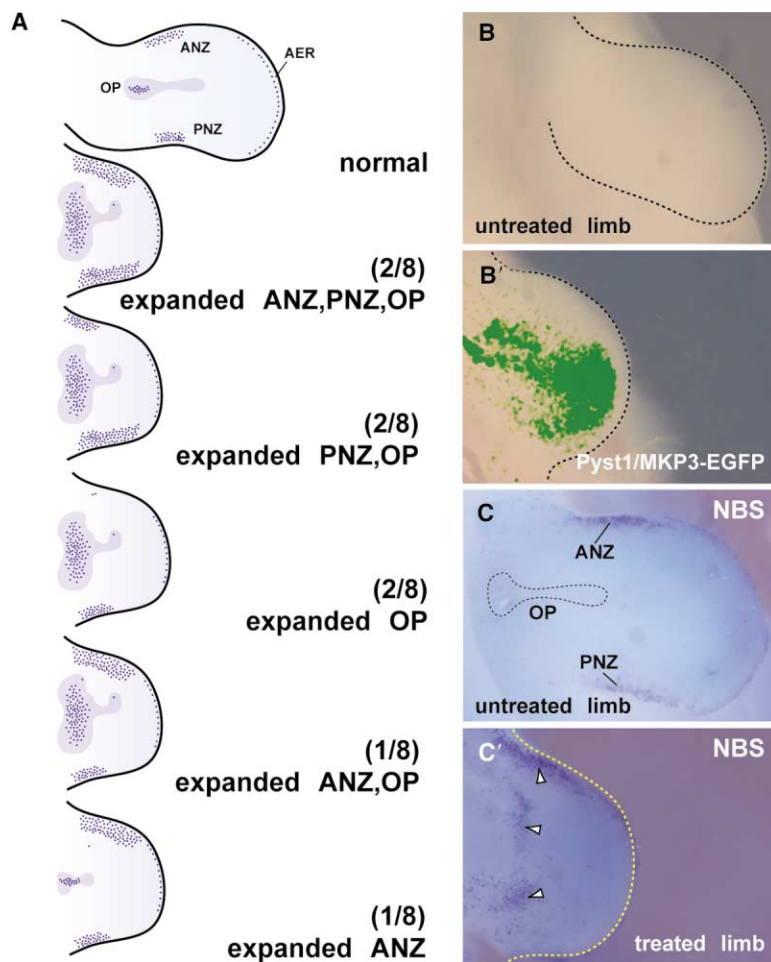 A
ANZ
AER
OP
PNZ
normal
(2/8)
expanded ANZ,PNZ,OP
(2/8)
expanded PNZ,OP
(2/8)
expanded OP
(1/8)
expanded ANZ,OP
(1/8)
expanded ANZ
B
untreated limb
B′
Pyst1/MKP3-EGFP
C
NBS
ANZ
OP
PNZ
untreated limb
C′
NBS
treated limb